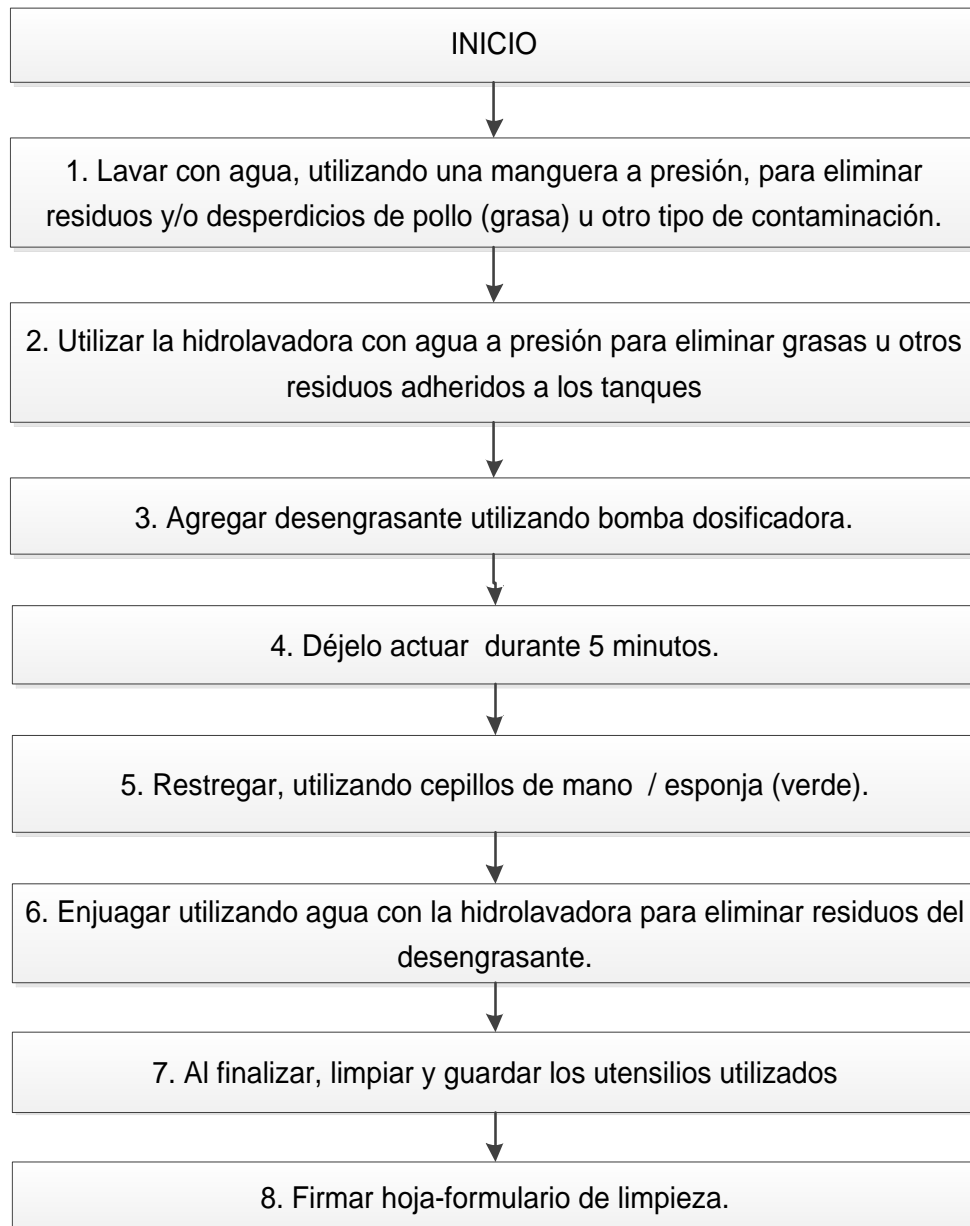 INICIO
1. Lavar con agua, utilizando una manguera a presión, para eliminar
residuos y/o desperdicios de pollo (grasa) u otro tipo de contaminación.
2. Utilizar la hidrolavadora con agua a presión para eliminar grasas u otros
residuos adheridos a los tanques
3. Agregar desengrasante utilizando bomba dosificadora.
4. Déjelo actuar  durante 5 minutos.
5. Restregar, utilizando cepillos de mano  / esponja (verde).
6. Enjuagar utilizando agua con la hidrolavadora para eliminar residuos del
desengrasante.
7. Al finalizar, limpiar y guardar los utensilios utilizados
8. Firmar hoja-formulario de limpieza.